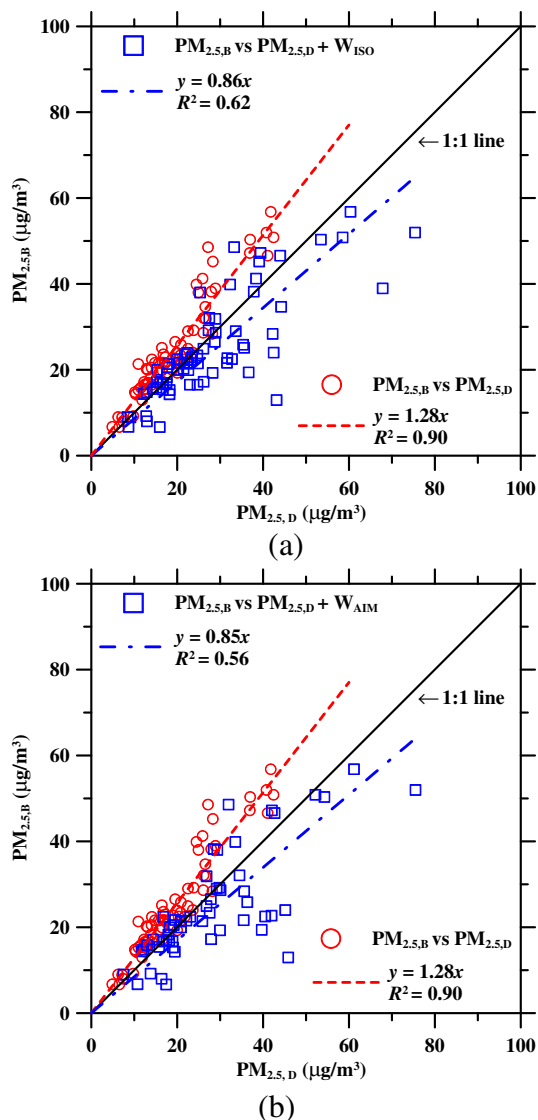 100
PM2.5,B vs PM2.5,D + WISO
y = 0.86x
R² = 0.62
80
←1:1 line
60
PM2.5,B (μg/m³)
40
20
PM2.5,B vs PM2.5,D
y = 1.28x
R² = 0.90
0
0 20 40 60 80 100
PM2.5, D (μg/m³)
(a)
100
PM2.5,B vs PM2.5,D + WAIM
y = 0.85x
R² = 0.56
80
←1:1 line
60
PM2.5,B (μg/m³)
40
20
PM2.5,B vs PM2.5,D
y = 1.28x
R² = 0.90
0
0 20 40 60 80 100
PM2.5, D (μg/m³)
(b)